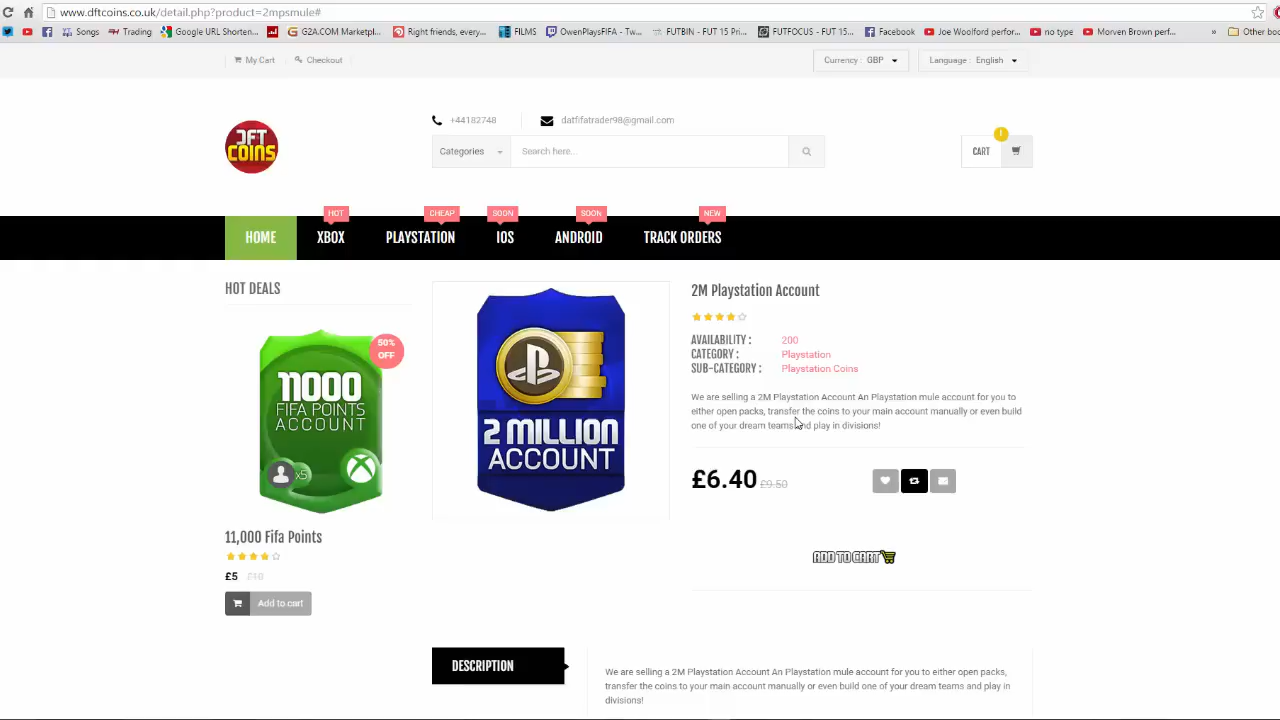 www.dftcoins.co.uk/detail.php?product=2mpsmule#
Songs
Trading
Google URL Shorten...
G2A.COM Marketpl...
Right friends, every...
FILMS
OwenPlaysFIFA - Tw...
FUTBIN - FUT 15 Pri...
FUTFOCUS - FUT 15...
Facebook
Joe Woolford perfor...
no type
Morven Brown perf...
»
Other boo
My Cart
Checkout
Currency : GBP
Language : English
+44182748
datfifatrader98@gmail.com
DFT
COINS
Categories
Search here...
CART
!
HOT
CHEAP
SOON
SOON
NEW
HOME
XBOX
PLAYSTATION
IOS
ANDROID
TRACK ORDERS
HOT DEALS
50%
OFF
11000
FIFA POINTS
ACCOUNT
x5
11,000 Fifa Points
£5 £10
Add to cart
2 MILLION
ACCOUNT
2M Playstation Account
AVAILABILITY : 200
CATEGORY : Playstation
SUB-CATEGORY : Playstation Coins
We are selling a 2M Playstation Account An Playstation mule account for you to
either open packs, transfer the coins to your main account manually or even build
one of your dream teams and play in divisions!
£6.40 £9.50
ADD TO CART
DESCRIPTION
We are selling a 2M Playstation Account An Playstation mule account for you to either open packs,
transfer the coins to your main account manually or even build one of your dream teams and play in
divisions!